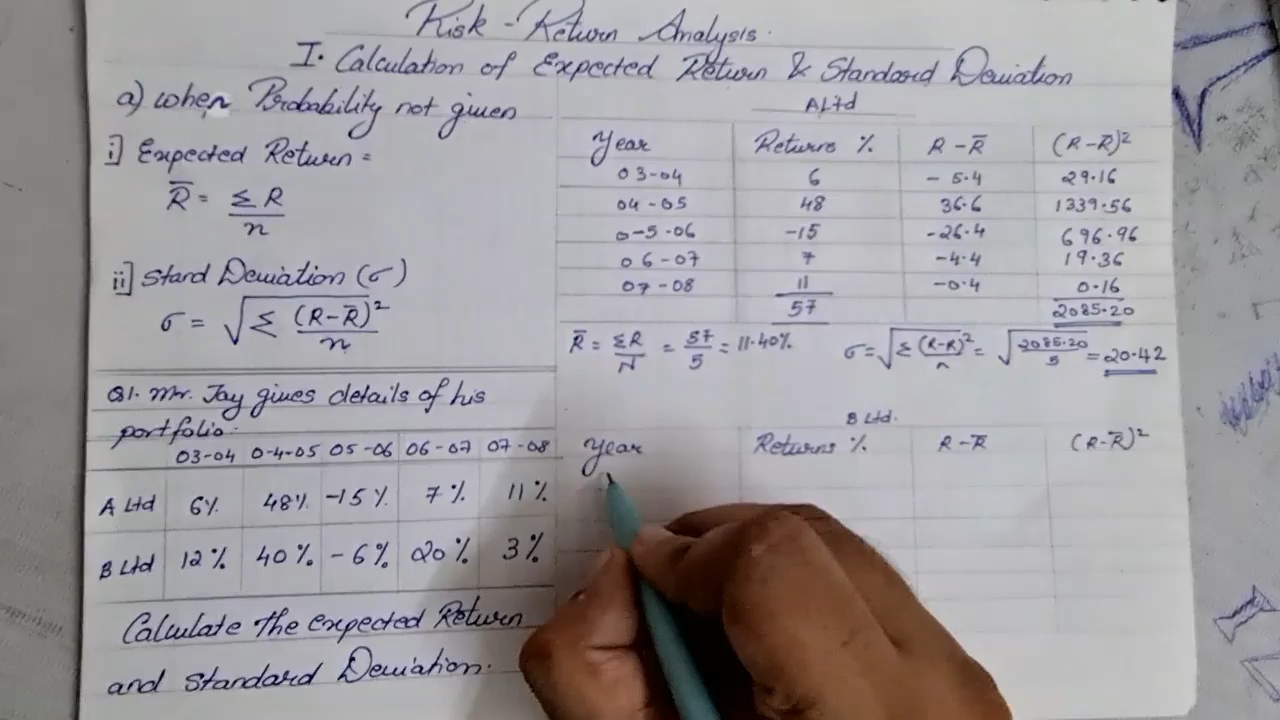 Risk - Return Analysis.
I. Calculation of Expected Return & Standard Deviation
a) When Probability not given
i] Expected Return =
R̅ = ΣR / n
ii] Stard Deviation (σ)
σ = √Σ (R-R̅)² / n
Q1. Mr. Jay gives details of his
portfolio.
03-04 0-4-05 05-06 06-07 07-08
A Ltd 6% 48% -15% 7% 11%
B Ltd 12% 40% -6% 20% 3%
Calculate the expected Return
and Standard Deviation.
A Ltd
Year Returns % R-R̅ (R-R̅)²
03-04 6 -5.4 29.16
04-05 48 36.6 1339.56
0-5-06 -15 -26.4 696.96
06-07 7 -4.4 19.36
07-08 11 -0.4 0.16
57 2085.20
R̅ = ΣR / N = 57 / 5 = 11.40% σ = √Σ (R-R)² / n = √2085.20 / 5 = 20.42
B Ltd.
Year Returns % R-R̅ (R-R̅)²